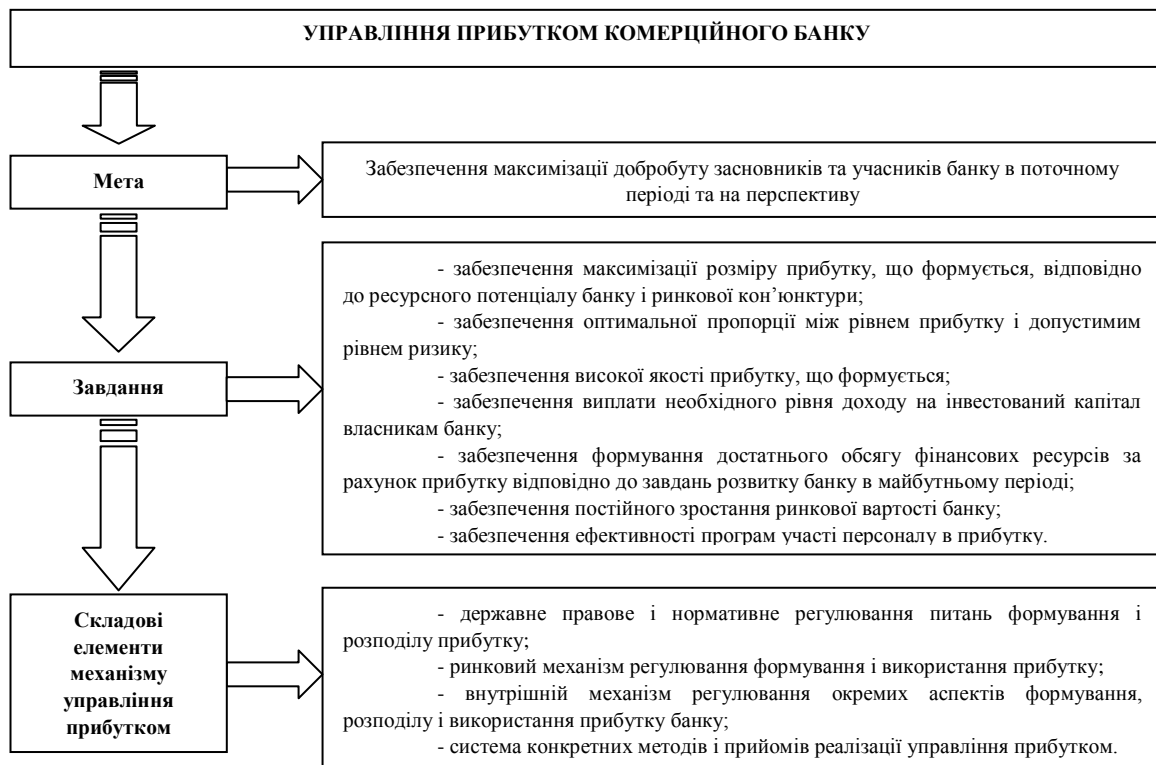 УПРАВЛІННЯ ПРИБУТКОМ КОМЕРЦІЙНОГО БАНКУ
Мета
Забезпечення максимізації добробуту засновників та учасників банку в поточному
періоді та на перспективу
Завдання
- забезпечення максимізації розміру прибутку, що формується, відповідно
до ресурсного потенціалу банку і ринкової кон’юнктури;
- забезпечення оптимальної пропорції між рівнем прибутку і допустимим
рівнем ризику;
- забезпечення високої якості прибутку, що формується;
- забезпечення виплати необхідного рівня доходу на інвестований капітал
власникам банку;
- забезпечення формування достатнього обсягу фінансових ресурсів за
рахунок прибутку відповідно до завдань розвитку банку в майбутньому періоді;
- забезпечення постійного зростання ринкової вартості банку;
- забезпечення ефективності програм участі персоналу в прибутку.
Складові
елементи
механізму
управління
прибутком
- державне правове і нормативне регулювання питань формування і
розподілу прибутку;
- ринковий механізм регулювання формування і використання прибутку;
- внутрішній механізм регулювання окремих аспектів формування,
розподілу і використання прибутку банку;
- система конкретних методів і прийомів реалізації управління прибутком.